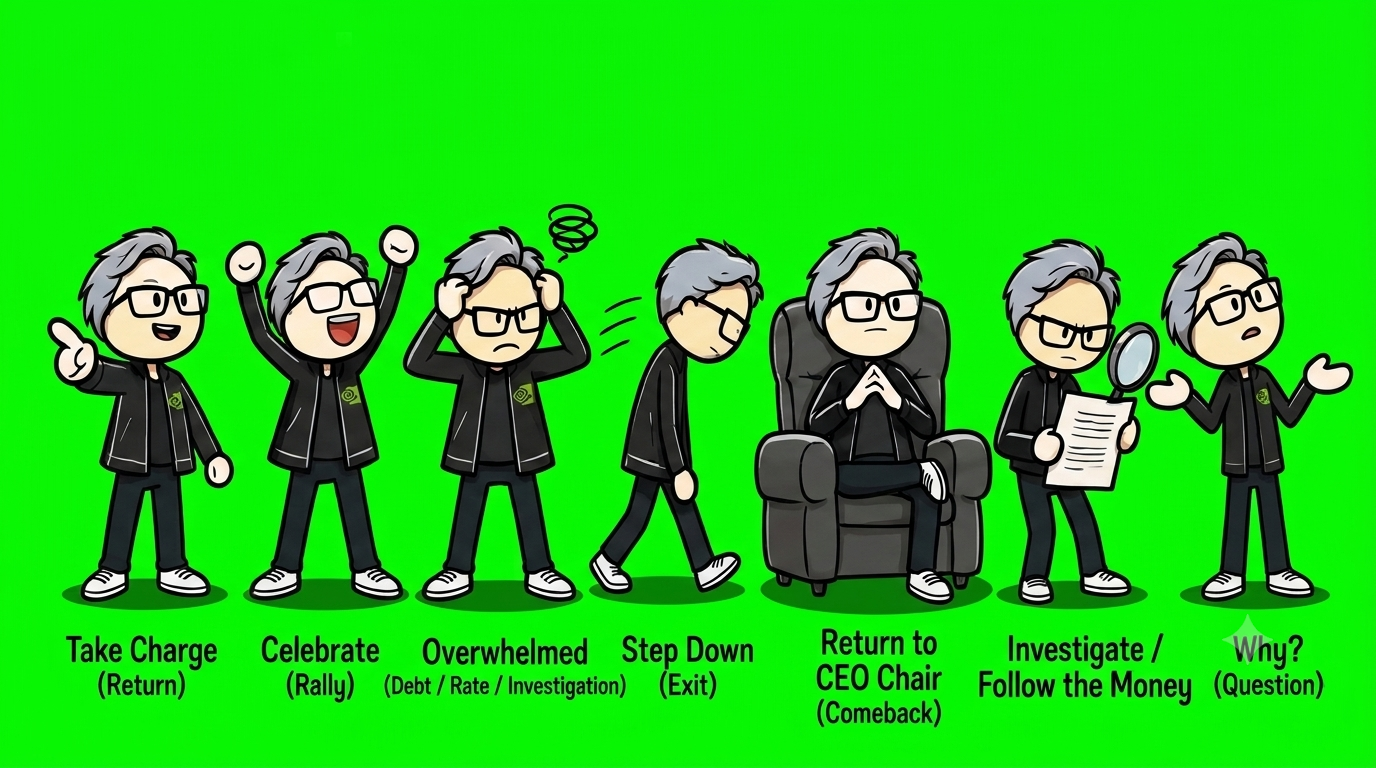 Take Charge
(Return)
Celebrate
(Rally)
Overwhelmed
(Debt / Rate / Investigation)
Step Down
(Exit)
Return to
CEO Chair
(Comeback)
Investigate /
Follow the Money
Why?
(Question)